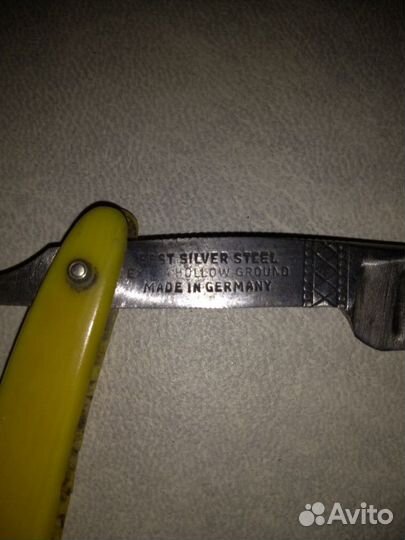 BEST SILVER STEEL
HOLLOW GROUND
MADE IN GERMANY
Avito